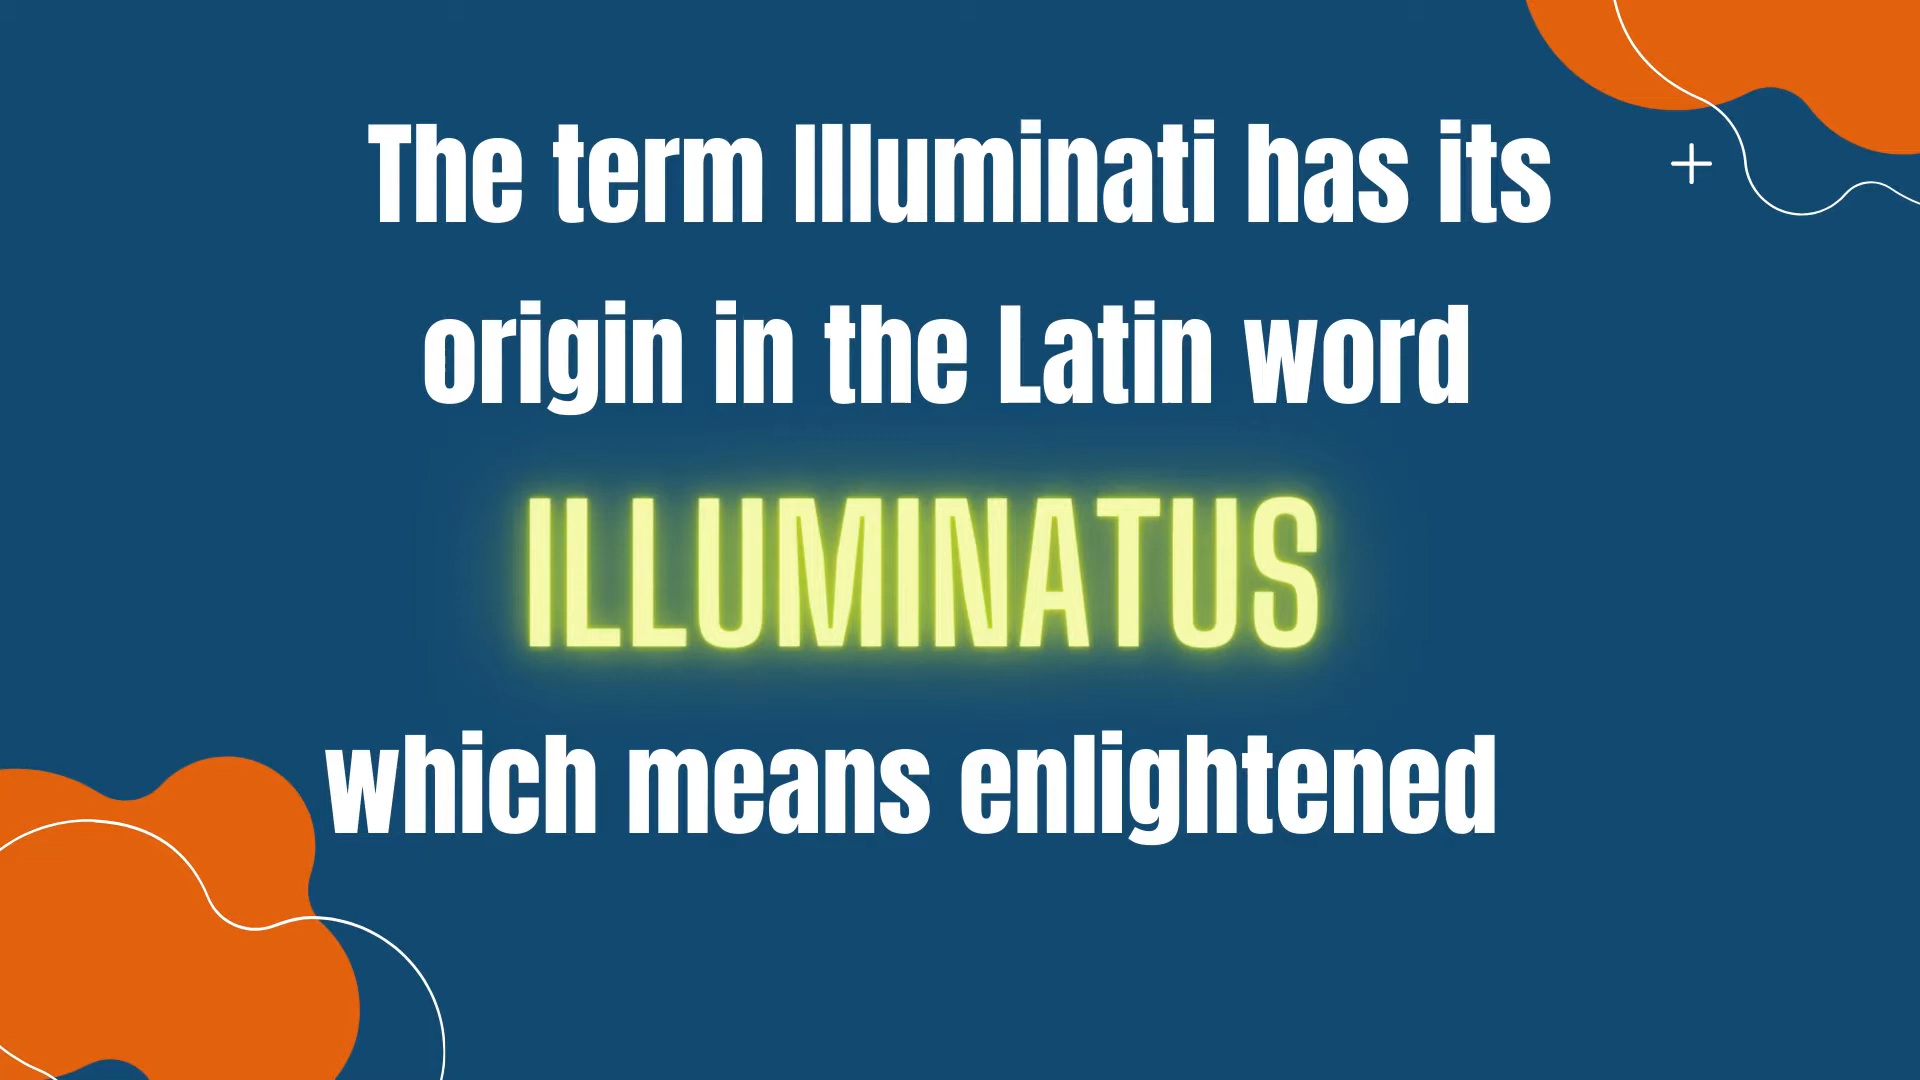 The term Illuminati has its
origin in the Latin word
ILLUMINATUS
which means enlightened